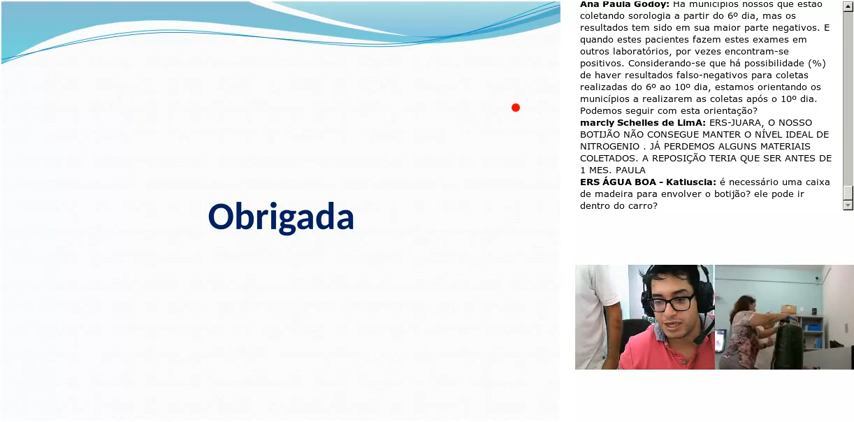 Obrigada
Ana Paula Godoy: Há municípios nossos que estão
coletando sorologia a partir do 6º dia, mas os
resultados tem sido em sua maior parte negativos. E
quando estes pacientes fazem estes exames em
outros laboratórios, por vezes encontram-se
positivos. Considerando-se que há possibilidade (%)
de haver resultados falso-negativos para coletas
realizadas do 6º ao 10º dia, estamos orientando os
municípios a realizarem as coletas após o 10º dia.
Podemos seguir com esta orientação?
marcly Schelles de LimA: ERS-JUARA, O NOSSO
BOTIJÃO NÃO CONSEGUE MANTER O NÍVEL IDEAL DE
NITROGENIO . JÁ PERDEMOS ALGUNS MATERIAIS
COLETADOS. A REPOSIÇÃO TERIA QUE SER ANTES DE
1 MES. PAULA
ERS ÁGUA BOA - Katiuscia: é necessário uma caixa
de madeira para envolver o botijão? ele pode ir
dentro do carro?